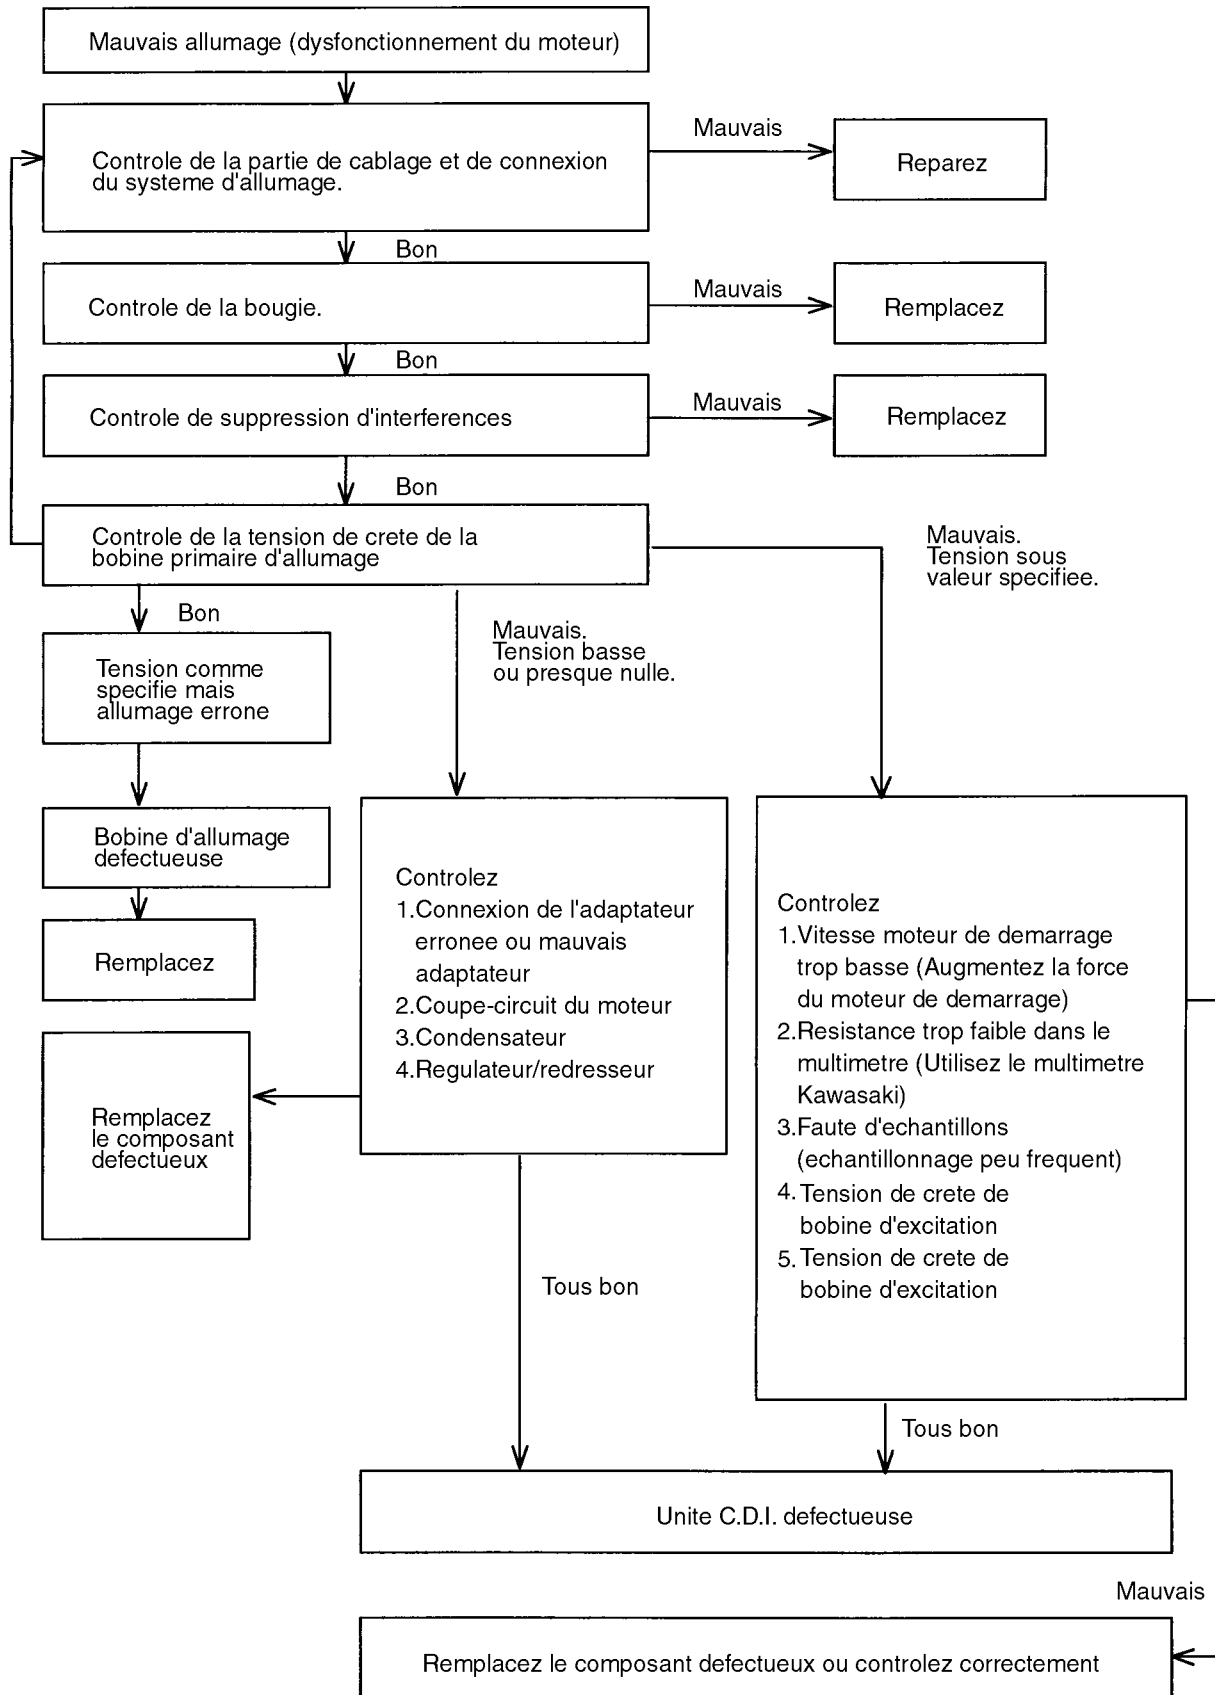 Mauvais allumage (dysfonctionnement du moteur)
Controle de la partie de cablage et de connexion
du systeme d'allumage.
Mauvais
Reparez
Bon
Controle de la bougie.
Mauvais
Remplacez
Bon
Controle de suppression d'interferences
Mauvais
Remplacez
Bon
Controle de la tension de crete de la
bobine primaire d'allumage
Mauvais.
Tension sous
valeur specifiee.
Bon
Mauvais.
Tension basse
ou presque nulle.
Tension comme
specifie mais
allumage errone
Bobine d'allumage
defectueuse
Remplacez
Controlez
1.Connexion de l'adaptateur
erronee ou mauvais
adaptateur
2.Coupe-circuit du moteur
3.Condensateur
4.Regulateur/redresseur
Remplacez
le composant
defectueux
Controlez
1.Vitesse moteur de demarrage
trop basse (Augmentez la force
du moteur de demarrage)
2.Resistance trop faible dans le
multimetre (Utilisez le multimetre
Kawasaki)
3.Faute d'echantillons
(echantillonnage peu frequent)
4.Tension de crete de
bobine d'excitation
5.Tension de crete de
bobine d'excitation
Tous bon
Tous bon
Unite C.D.I. defectueuse
Mauvais
Remplacez le composant defectueux ou controlez correctement